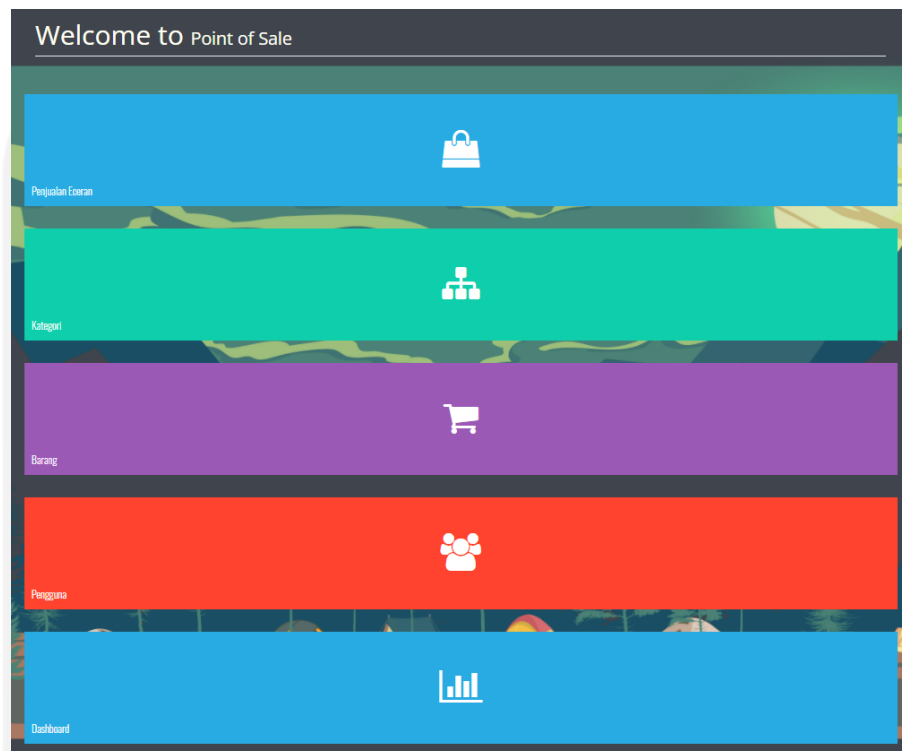 Welcome to Point of Sale
Penjualan Eceran
Kategori
Barang
Pengguna
Dashboard